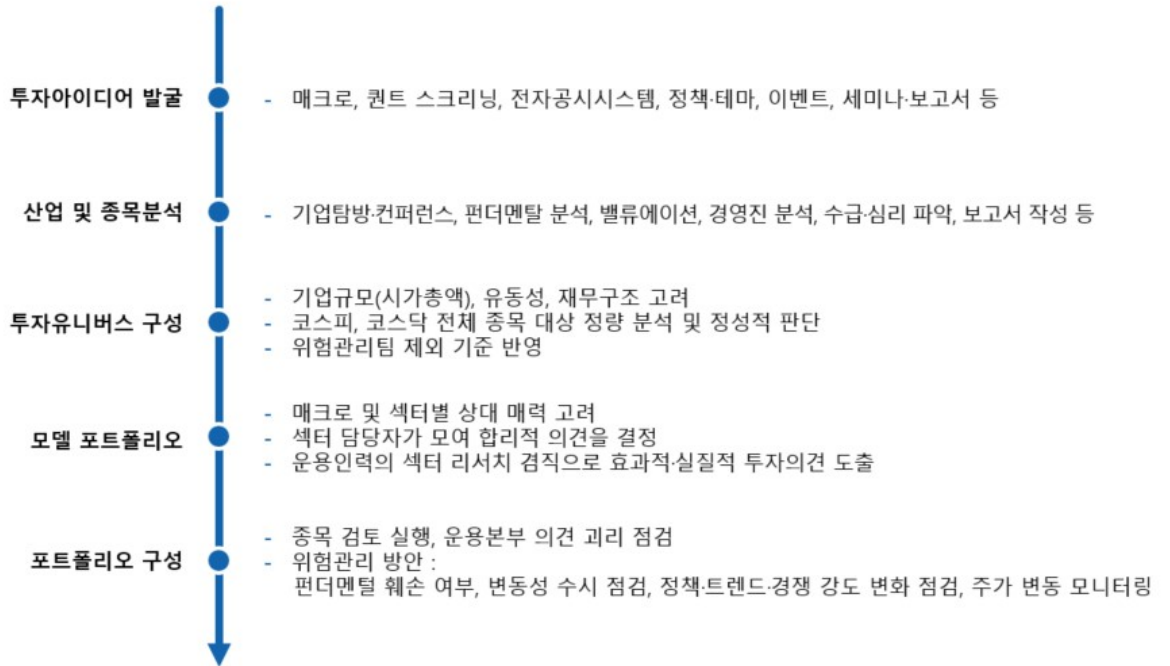 투자아이디어 발굴
- 매크로, 퀀트 스크리닝, 전자공시시스템, 정책·테마, 이벤트, 세미나·보고서 등
산업 및 종목분석
- 기업탐방·컨퍼런스, 펀더멘탈 분석, 밸류에이션, 경영진 분석, 수급·심리 파악, 보고서 작성 등
투자유니버스 구성
- 기업규모(시가총액), 유동성, 재무구조 고려
- 코스피, 코스닥 전체 종목 대상 정량 분석 및 정성적 판단
- 위험관리팀 제외 기준 반영
모델 포트폴리오
- 매크로 및 섹터별 상대 매력 고려
- 섹터 담당자가 모여 합리적 의견을 결정
- 운용인력의 섹터 리서치 겸직으로 효과적·실질적 투자의견 도출
포트폴리오 구성
- 종목 검토 실행, 운용본부 의견 괴리 점검
- 위험관리 방안 :
펀더멘털 훼손 여부, 변동성 수시 점검, 정책·트렌드·경쟁 강도 변화 점검, 주가 변동 모니터링